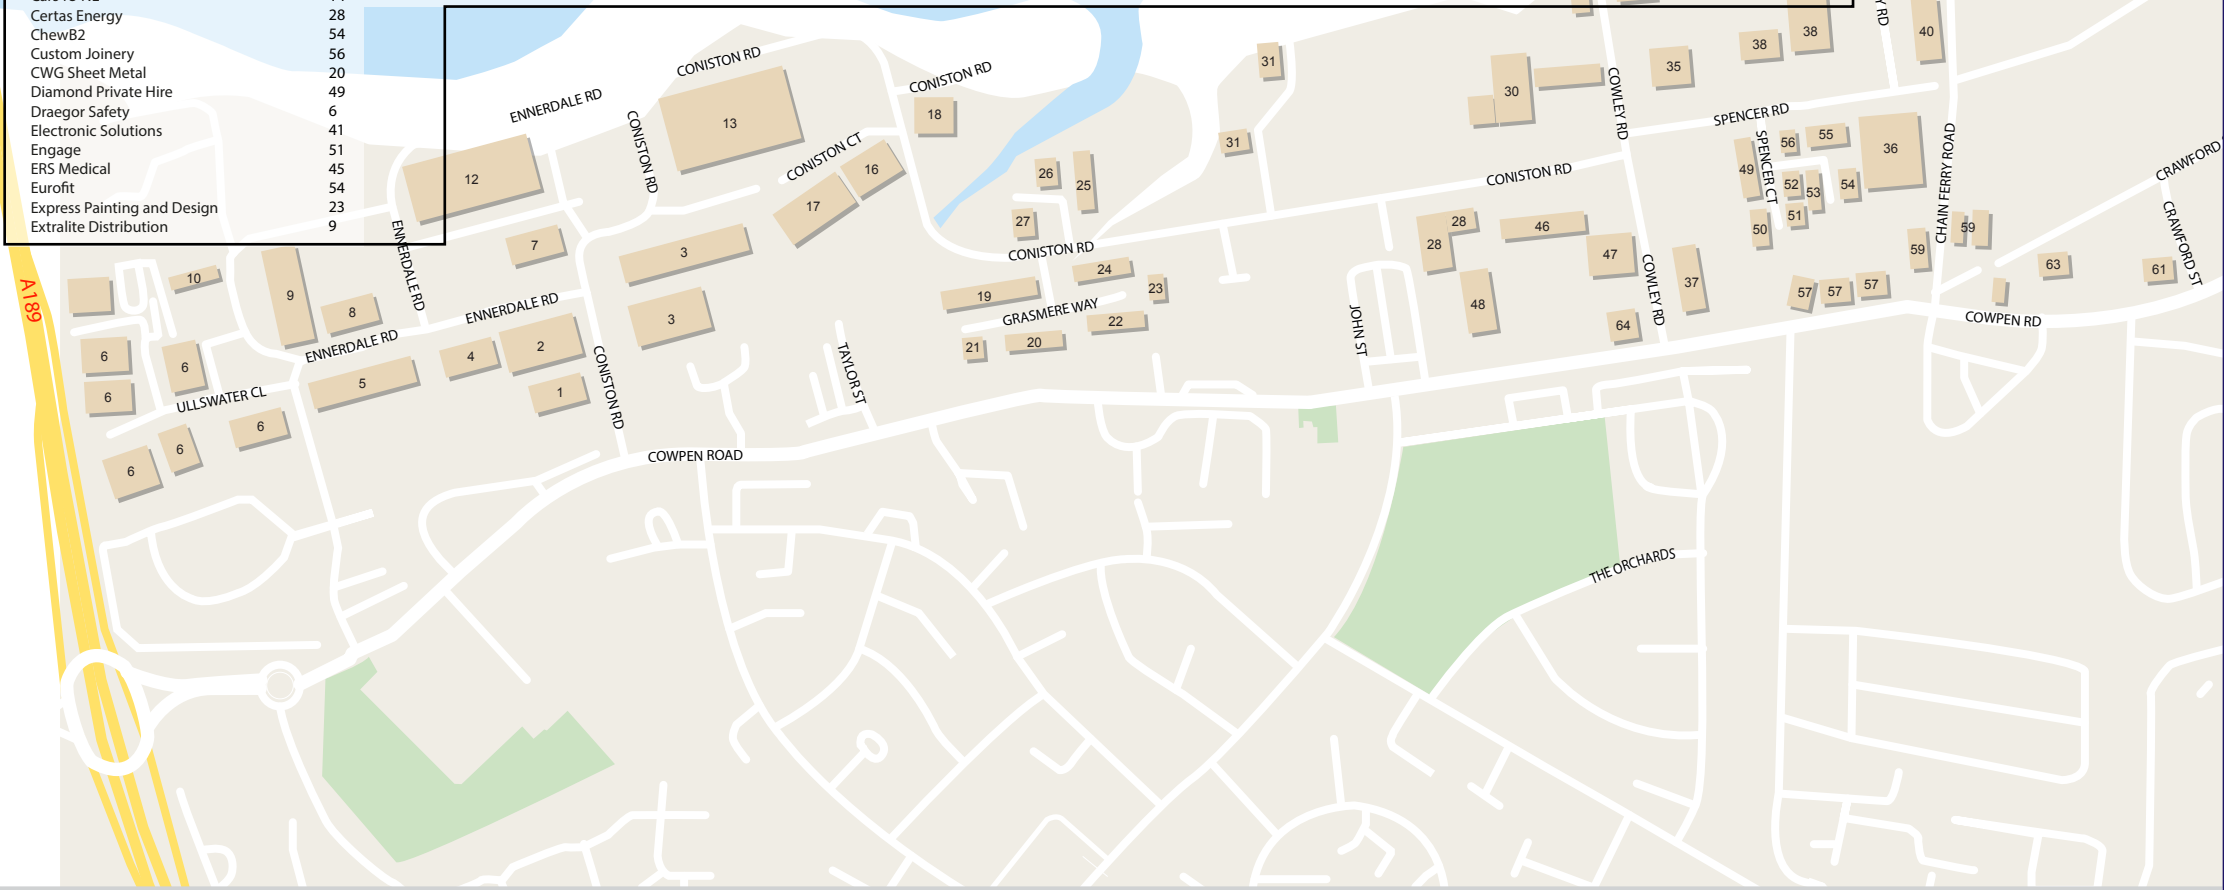 Certas Energy 28
ChewB2 54
Custom Joinery 56
CWG Sheet Metal 20
Diamond Private Hire 49
Draegor Safety 6
Electronic Solutions 41
Engage 51
ERS Medical 45
Eurofit 54
Express Painting and Design 23
Extralite Distribution 9
A189
CONISTON RD
CONISTON RD
ENNERDALE RD
CONISTON RD
CONISTON CT
ENNERDALE RD
ENNERDALE RD
ENNERDALE RD
ULLSWATER CL
CONISTON RD
COWPEN ROAD
TAYLOR ST
CONISTON RD
GRASMERE WAY
JOHN ST
CONISTON RD
COWLEY RD
COWLEY RD
SPENCER RD
SPENCER CT
Y RD
CHAIN FERRY ROAD
CRAWFORD
CRAWFORD ST
COWPEN RD
THE ORCHARDS
13
12
18
16
17
7
3
3
10
9
8
6
6
6
6
6
6
6
5
4
2
1
26
25
27
24
23
19
22
20
21
31
31
30
35
38
38
40
28
28
46
47
48
37
64
49
56
55
36
52
53
54
51
50
59
59
57
57
57
63
61